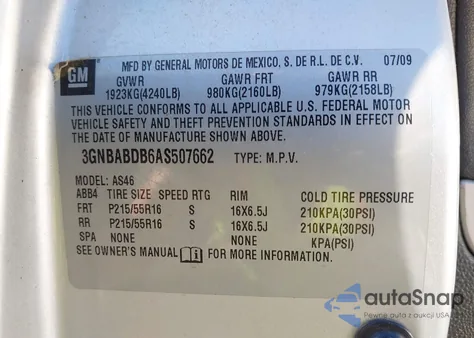 GM
MFD BY GENERAL MOTORS DE MEXICO, S. DE R.L. DE C.V. 07/09
GVWR GAWR FRT GAWR RR
1923KG(4240LB) 980KG(2160LB) 979KG(2158LB)
THIS VEHICLE CONFORMS TO ALL APPLICABLE U.S. FEDERAL MOTOR
VEHICLE SAFETY AND THEFT PREVENTION STANDARDS IN EFFECT ON
THE DATE OF MANUFACTURE SHOWN ABOVE.
3GNBABDB6AS507662 TYPE: M.P.V.
MODEL: AS46
ABB4 TIRE SIZE SPEED RTG RIM COLD TIRE PRESSURE
FRT P215/55R16 S 16X6.5J 210KPA(30PSI)
RR P215/55R16 S 16X6.5J 210KPA(30PSI)
SPA NONE NONE KPA(PSI)
SEE OWNER'S MANUAL FOR MORE INFORMATION.
autoSnap
Pewne auta z aukcji USA